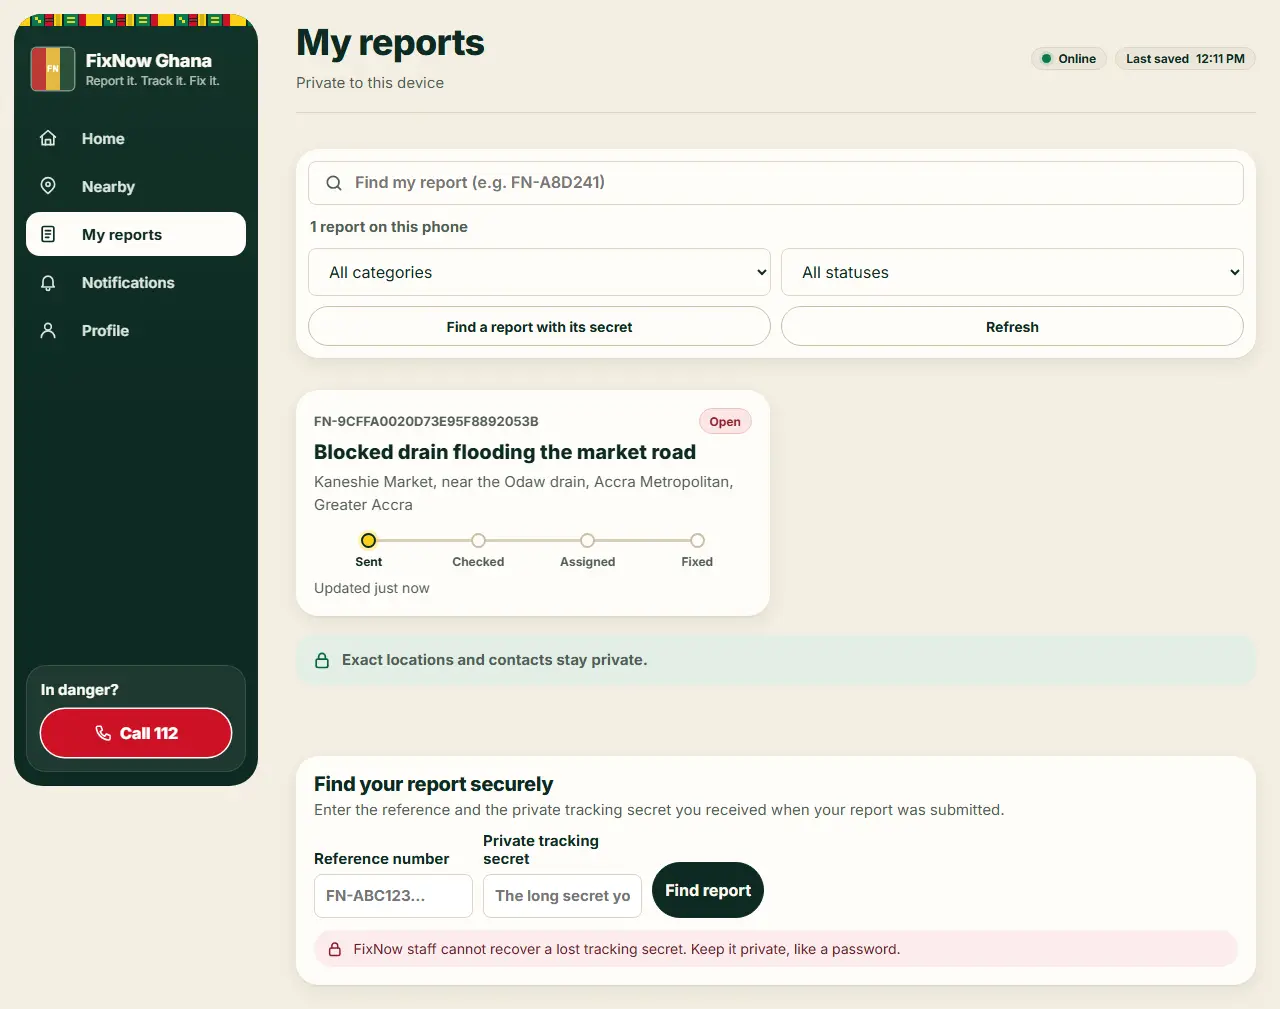 FN
FixNow Ghana
Report it. Track it. Fix it.
Home
Nearby
My reports
Notifications
Profile
In danger?
Call 112
My reports
Private to this device
Online
Last saved 12:11 PM
Find my report (e.g. FN-A8D241)
1 report on this phone
All categories
All statuses
Find a report with its secret
Refresh
FN-9CFFA0020D73E95F8892053B
Open
Blocked drain flooding the market road
Kaneshie Market, near the Odaw drain, Accra Metropolitan,
Greater Accra
Sent
Checked
Assigned
Fixed
Updated just now
Exact locations and contacts stay private.
Find your report securely
Enter the reference and the private tracking secret you received when your report was submitted.
Reference number
FN-ABC123...
Private tracking
secret
The long secret yo
Find report
FixNow staff cannot recover a lost tracking secret. Keep it private, like a password.